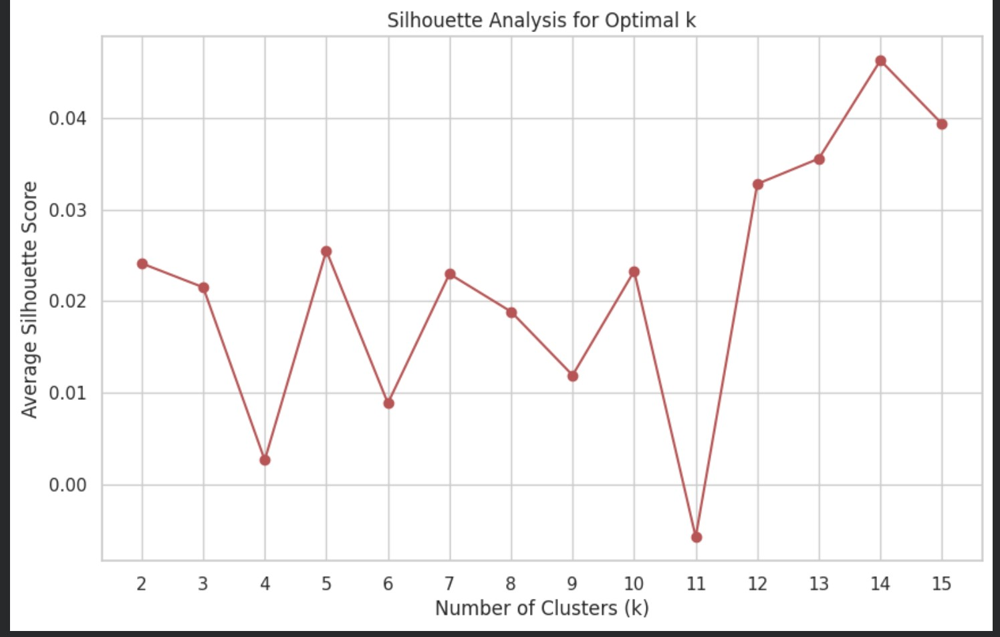 Silhouette Analysis for Optimal k
Average Silhouette Score
0.04
0.03
0.02
0.01
0.00
2 3 4 5 6 7 8 9 10 11 12 13 14 15
Number of Clusters (k)